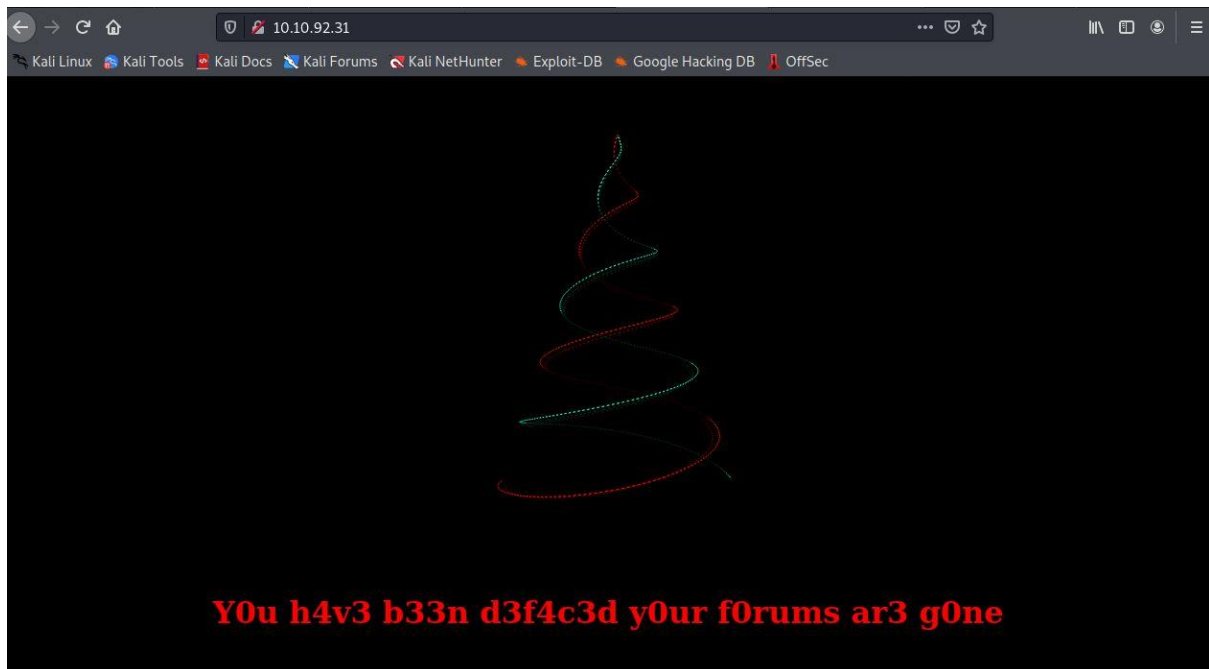 10.10.92.31
Kali Linux Kali Tools Kali Docs Kali Forums Kali NetHunter Exploit-DB Google Hacking DB OffSec
Y0u h4v3 b33n d3f4c3d y0ur f0rums ar3 g0ne